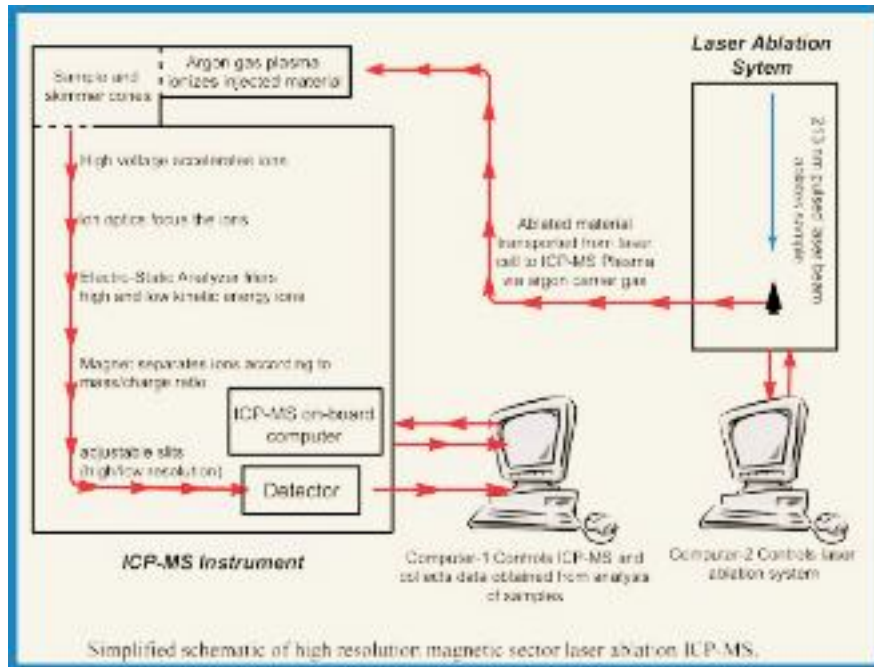 Sample and
skimmer cones
Argon gas plasma
ionizes injected material
Laser Ablation
Sytem
213 nm pulsed laser beam
ablates sample
High voltage accelerates ions
Ion optics focus the ions
Electro-Static Analyzer filters
high and low kinetic energy ions
Magnet separates ions according to
mass/charge ratio
Ablated material
transported from laser
cell to ICP-MS Plasma
via argon carrier gas
ICP-MS on-board
computer
adjustable slits
(high/low resolution)
Detector
ICP-MS Instrument
Computer-1 Controls ICP-MS and
collects data obtained from analysis
of samples
Computer-2 Controls laser
ablation system
Simplified schematic of high resolution magnetic sector laser ablation ICP-MS.